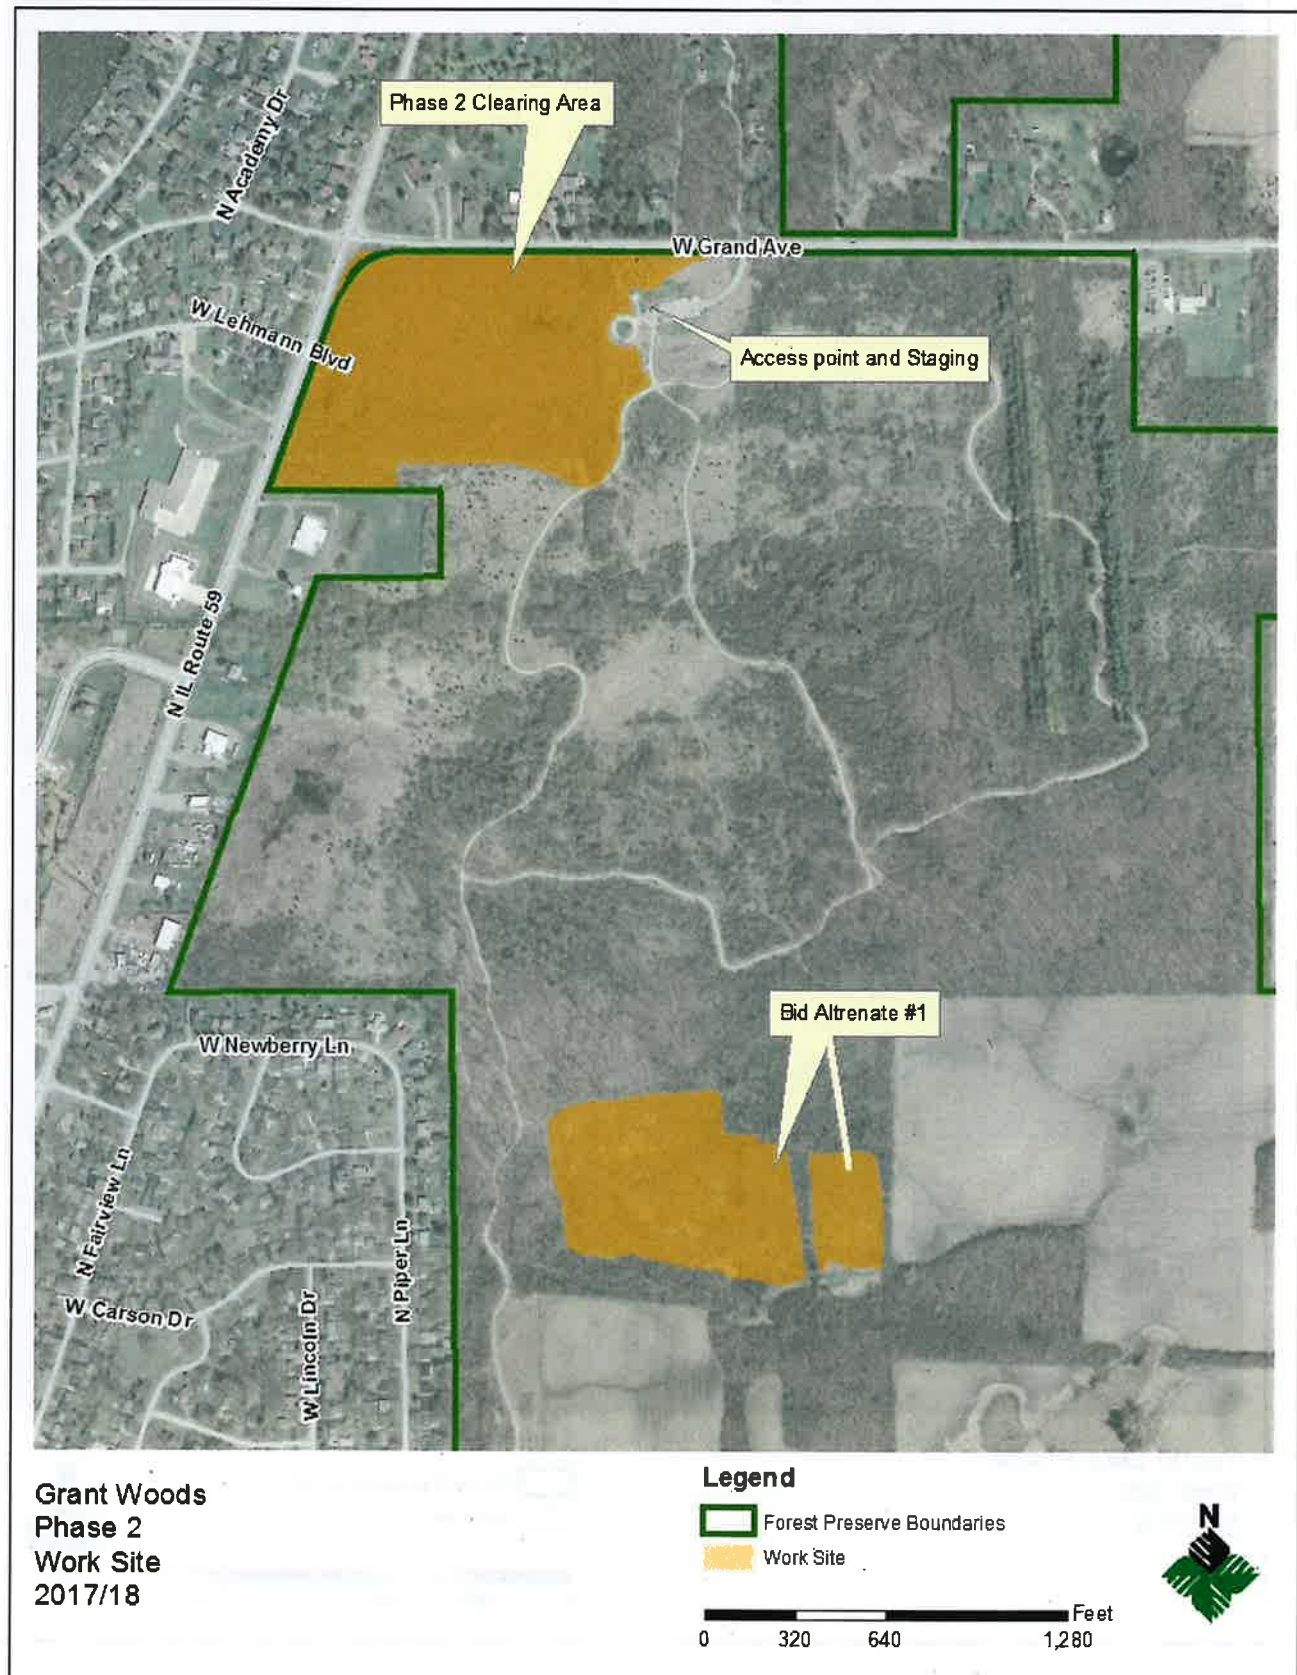 Phase 2 Clearing Area
N Academy Dr
W Grand Ave
W Lehmann Blvd
Access point and Staging
N IL Route 59
Bid Altrenate #1
W Newberry Ln
N Fairview Ln
N Piper Ln
W Carson Dr
W Lincoln Dr
Grant Woods
Phase 2
Work Site
2017/18
Legend
Forest Preserve Boundaries
Work Site
N
Feet
0 320 640 1,280